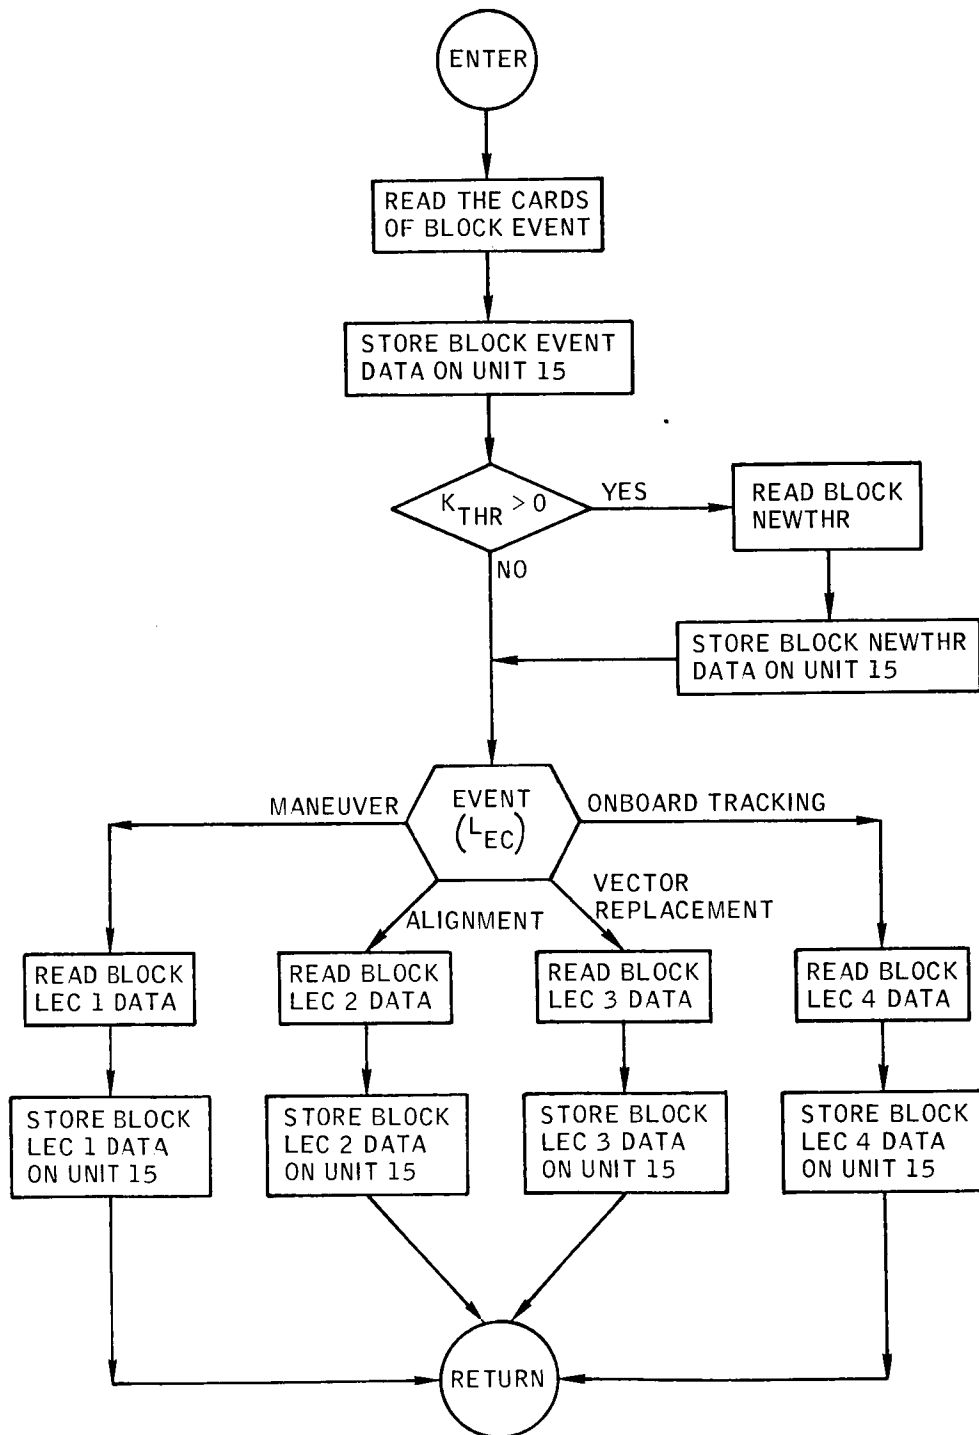 ENTER
READ THE CARDS
OF BLOCK EVENT
STORE BLOCK EVENT
DATA ON UNIT 15
K_THR > 0
YES
READ BLOCK
NEWTHR
NO
STORE BLOCK NEWTHR
DATA ON UNIT 15
MANEUVER
EVENT
(L_EC)
ONBOARD TRACKING
ALIGNMENT
VECTOR
REPLACEMENT
READ BLOCK
LEC 1 DATA
READ BLOCK
LEC 2 DATA
READ BLOCK
LEC 3 DATA
READ BLOCK
LEC 4 DATA
STORE BLOCK
LEC 1 DATA
ON UNIT 15
STORE BLOCK
LEC 2 DATA
ON UNIT 15
STORE BLOCK
LEC 3 DATA
ON UNIT 15
STORE BLOCK
LEC 4 DATA
ON UNIT 15
RETURN